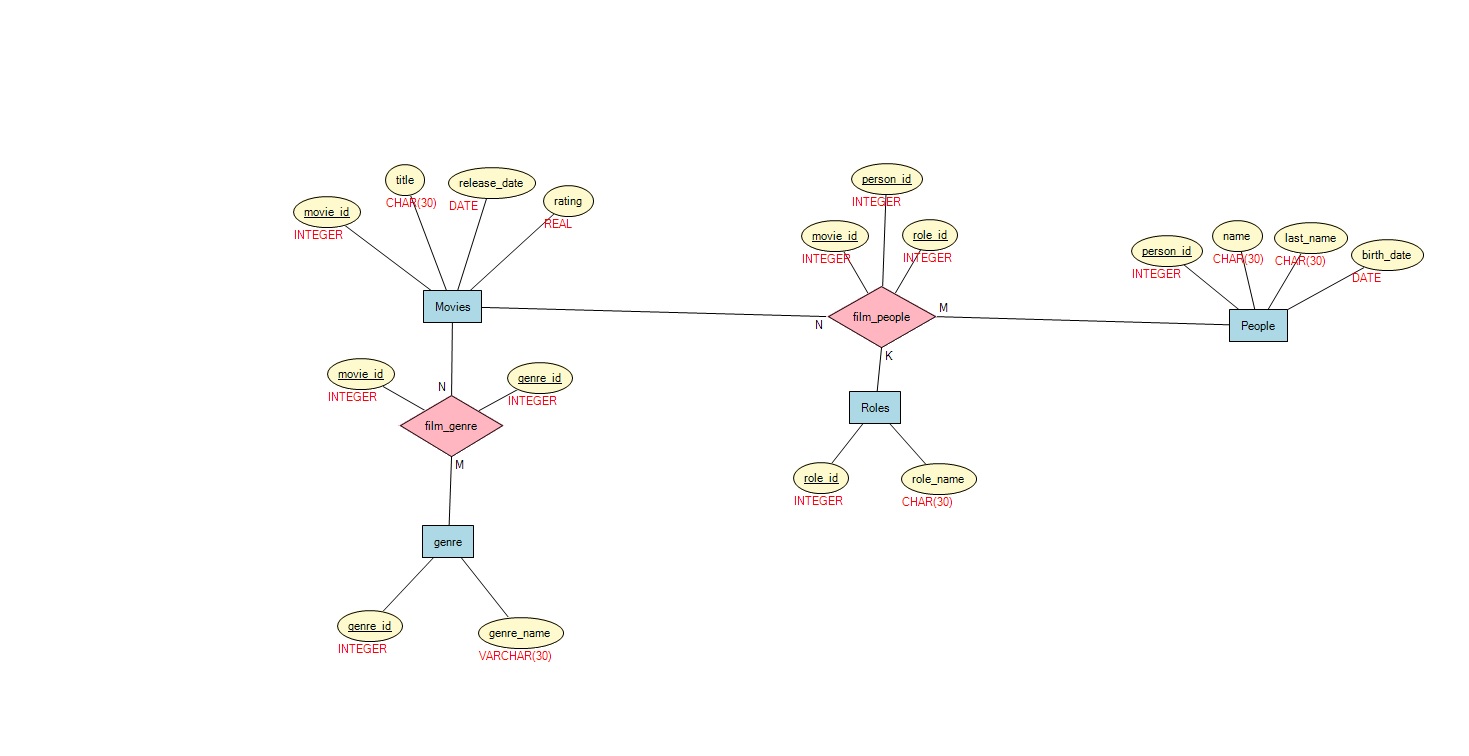 title
CHAR(30)
release_date
DATE
rating
REAL
movie_id
INTEGER
Movies
person_id
INTEGER
movie_id
INTEGER
role_id
INTEGER
film_people
N
M
K
person_id
INTEGER
name
CHAR(30)
last_name
CHAR(30)
birth_date
DATE
People
Roles
role_id
INTEGER
role_name
CHAR(30)
movie_id
INTEGER
genre_id
INTEGER
N
film_genre
M
genre
genre_id
INTEGER
genre_name
VARCHAR(30)